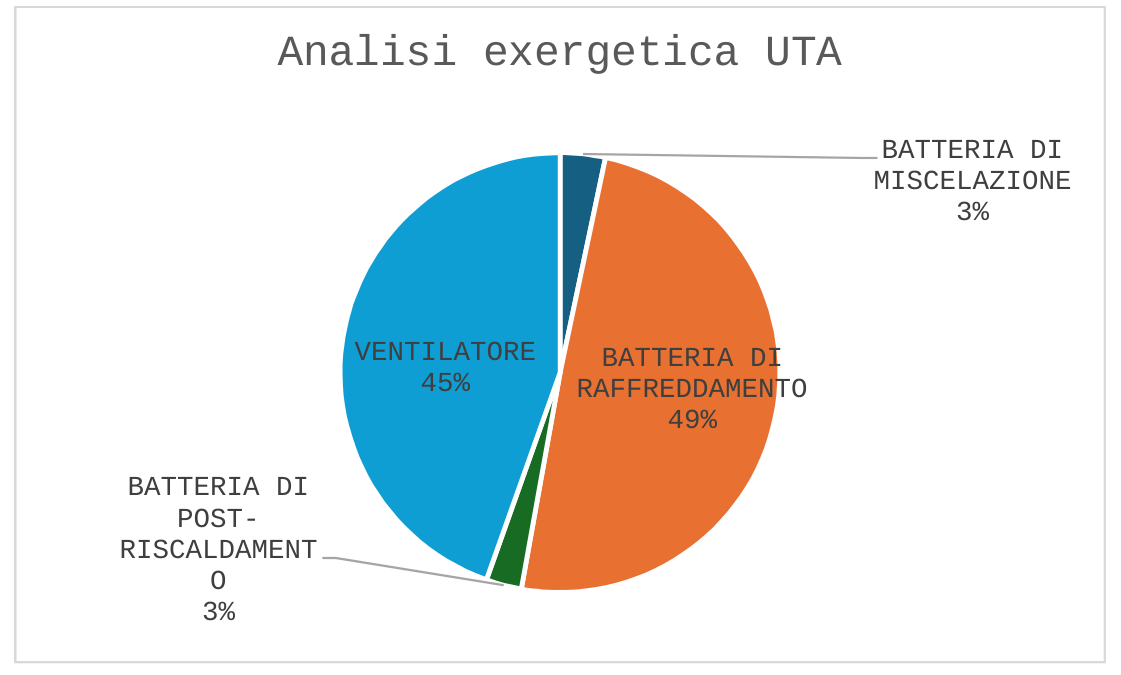 Analisi exergetica UTA
BATTERIA DI
MISCELAZIONE
3%
VENTILATORE
45%
BATTERIA DI
RAFFREDDAMENTO
49%
BATTERIA DI
POST-
RISCALDAMENT
O
3%